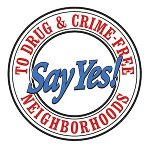 TO DRUG & CRIME-FREE
Say Yes!
NEIGHBORHOODS